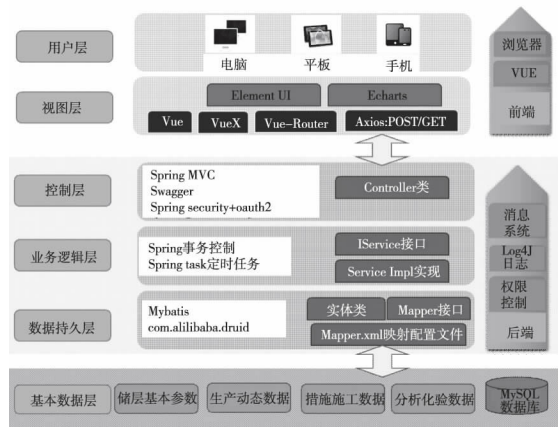 用户层
电脑
平板
手机
浏览器
VUE
前端
视图层
Element UI
Echarts
Vue
VueX
Vue-Router
Axios:POST/GET
控制层
Spring MVC
Swagger
Spring security+oauth2
Controller类
业务逻辑层
Spring事务控制
Spring task定时任务
IService接口
Service Impl实现
消息
系统
Log4J
日志
权限
控制
后端
数据持久层
Mybatis
com.alilibaba.druid
实体类
Mapper接口
Mapper.xml映射配置文件
基本数据层
储层基本参数
生产动态数据
措施施工数据
分析化验数据
MySQL
数据库